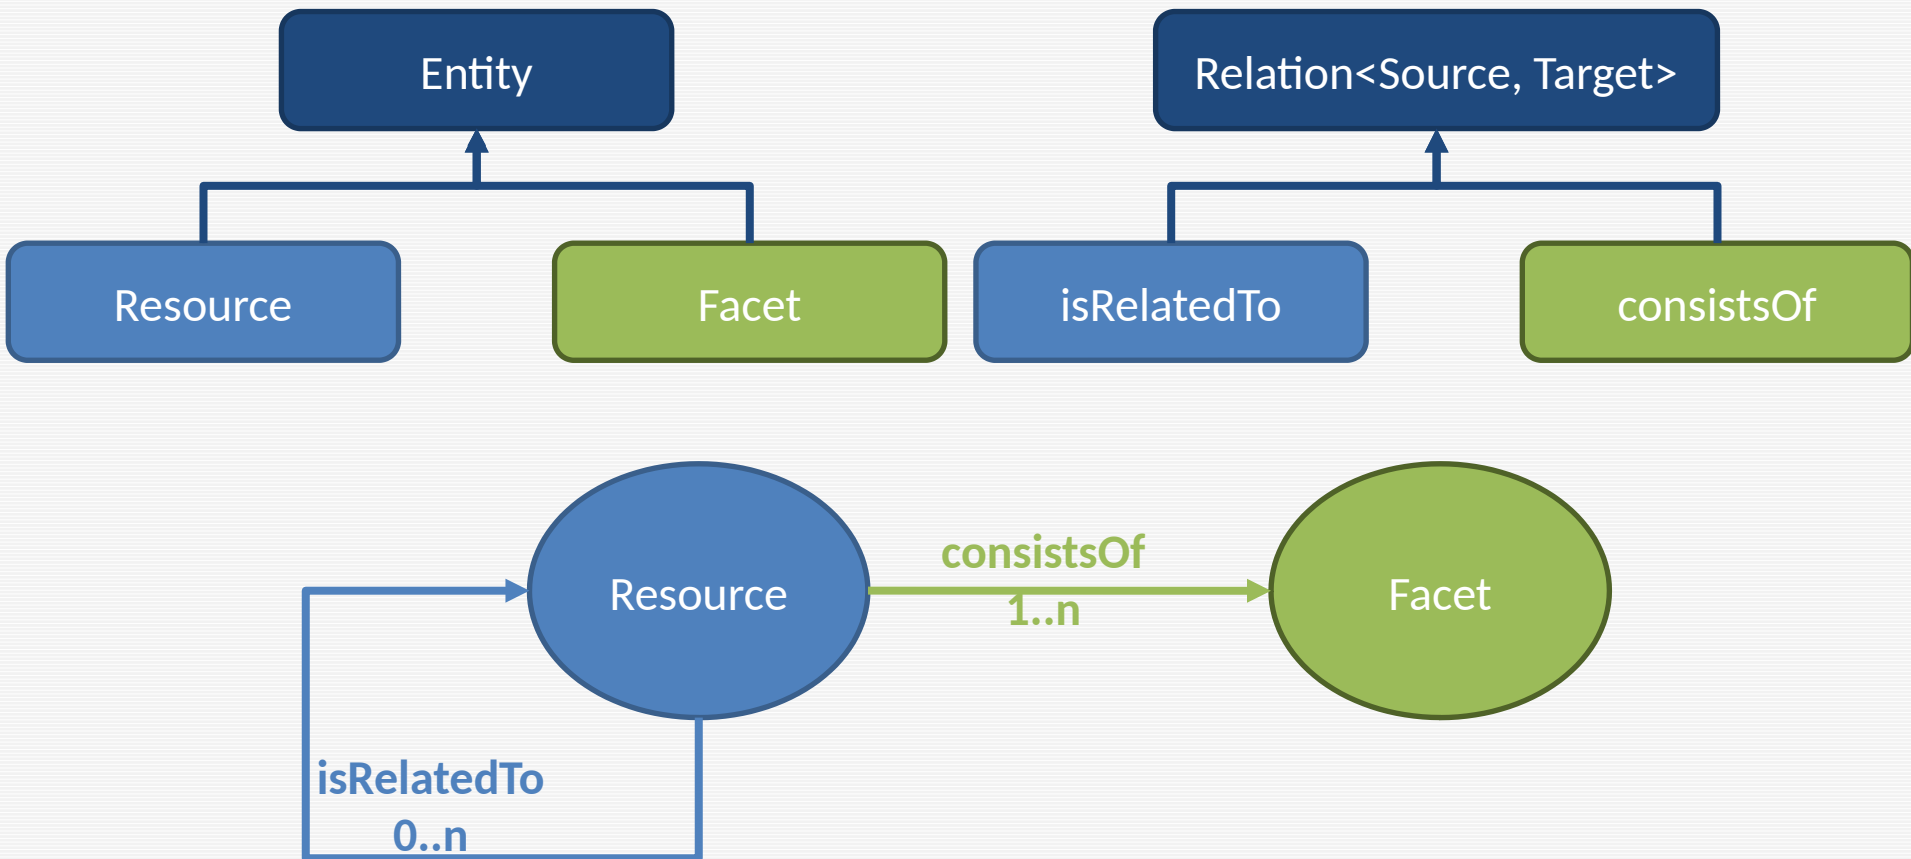 Entity
Relation<Source, Target>
Resource
Facet
isRelatedTo
consistsOf
Resource
consistsOf
1..n
Facet
isRelatedTo
0..n